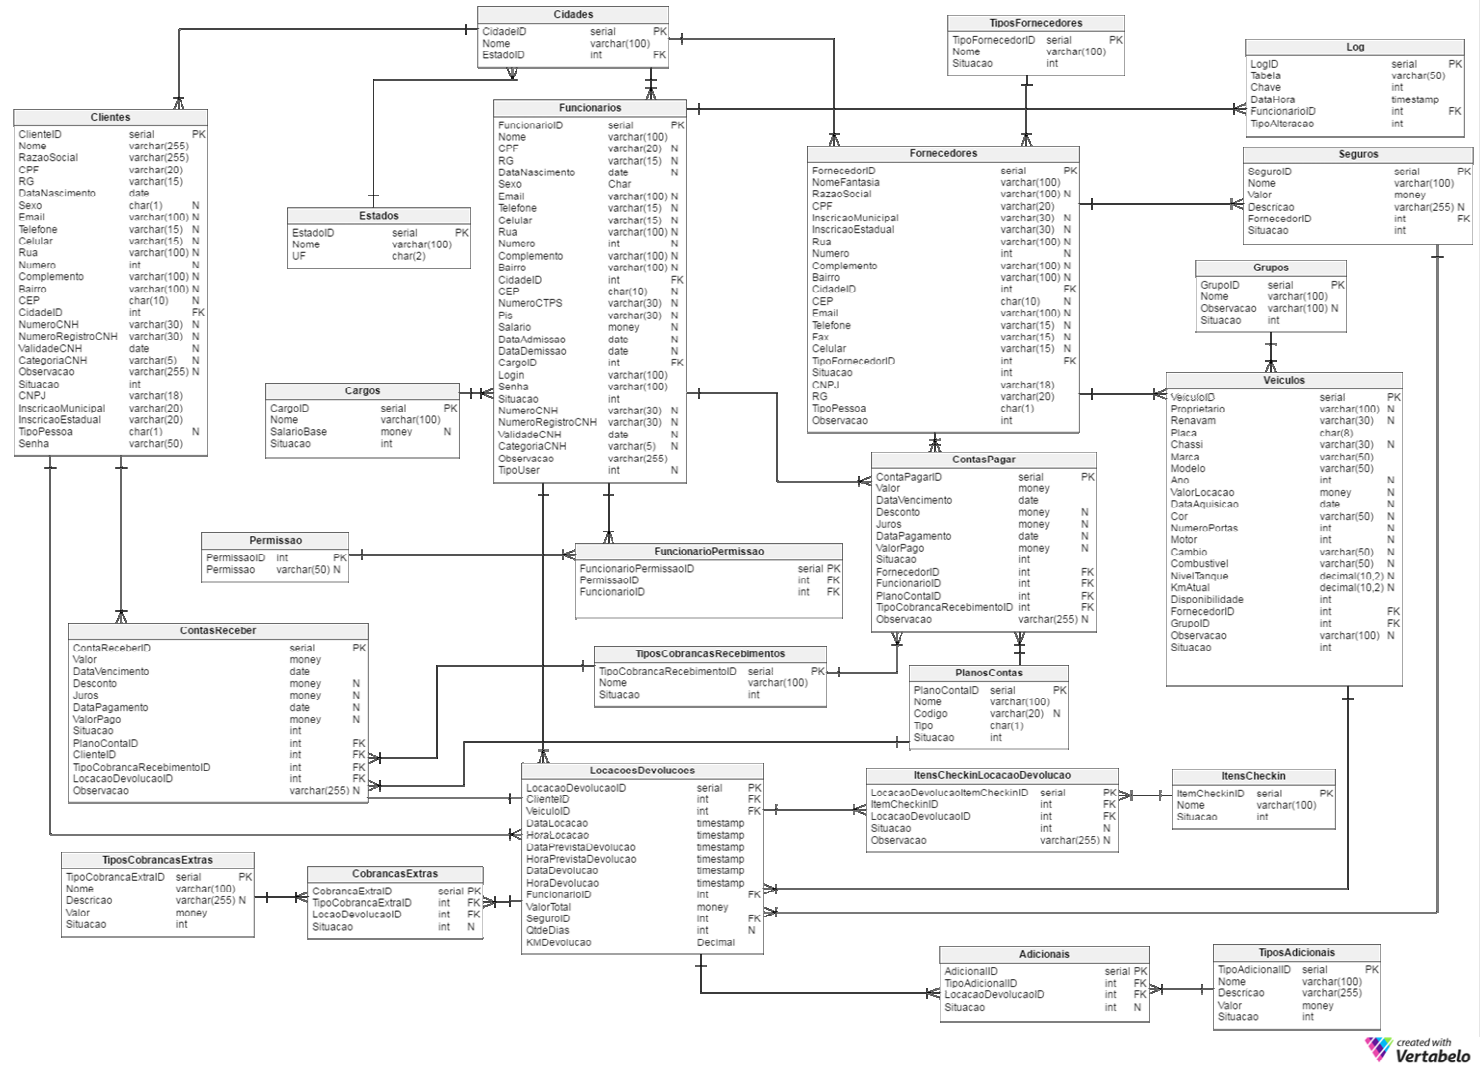 Cidades
CidadeID serial PK
Nome varchar(100)
EstadoID int FK
TiposFornecedores
TipoFornecedorID serial PK
Nome varchar(100)
Situacao int
Log
LogID serial PK
Tabela varchar(50)
Chave int
DataHora timestamp
FuncionarioID int FK
TipoAlteracao int
Clientes
ClienteID serial PK
Nome varchar(255)
RazaoSocial varchar(255)
CPF varchar(20)
RG varchar(15)
DataNascimento date
Sexo char(1) N
Email varchar(100) N
Telefone varchar(15) N
Celular varchar(15) N
Rua varchar(100) N
Numero int N
Complemento varchar(100) N
Bairro varchar(100) N
CEP char(10) N
CidadeID int FK
NumeroCNH varchar(30) N
NumeroRegistroCNH varchar(30) N
ValidadeCNH date N
CategoriaCNH varchar(5) N
Observacao varchar(255) N
Situacao int
CNPJ varchar(18)
InscricaoMunicipal varchar(20)
InscricaoEstadual varchar(20)
TipoPessoa char(1) N
Senha varchar(50)
Estados
EstadoID serial PK
Nome varchar(100)
UF char(2)
Funcionarios
FuncionarioID serial PK
Nome varchar(100)
CPF varchar(20) N
RG varchar(15) N
DataNascimento date N
Sexo Char
Email varchar(100) N
Telefone varchar(15) N
Celular varchar(15) N
Rua varchar(100) N
Numero int N
Complemento varchar(100) N
Bairro varchar(100) N
CidadeID int FK
CEP char(10) N
NumeroCTPS varchar(30) N
Pis varchar(30) N
Salario money N
DataAdmissao date N
DataDemissao date N
CargoID int FK
Login varchar(100)
Senha varchar(100)
Situacao int
NumeroCNH varchar(30) N
NumeroRegistroCNH varchar(30) N
ValidadeCNH date N
CategoriaCNH varchar(5) N
Observacao varchar(255)
TipoUser int N
Fornecedores
FornecedorID serial PK
NomeFantasia varchar(100)
RazaoSocial varchar(100) N
CPF varchar(20)
InscricaoMunicipal varchar(30) N
InscricaoEstadual varchar(30) N
Rua varchar(100) N
Numero int N
Complemento varchar(100) N
Bairro varchar(100) N
CidadeID int FK
CEP char(10) N
Email varchar(100) N
Telefone varchar(15) N
Fax varchar(15) N
Celular varchar(15) N
TipoFornecedorID int FK
Situacao int
CNPJ varchar(18)
RG varchar(20)
TipoPessoa char(1)
Observacao int
Seguros
SeguroID serial PK
Nome varchar(100)
Valor money
Descricao varchar(255) N
FornecedorID int FK
Situacao int
Grupos
GrupoID serial PK
Nome varchar(100)
Observacao varchar(100) N
Situacao int
Veiculos
VeiculoID serial PK
Proprietario varchar(100) N
Renavam varchar(30) N
Placa char(8)
Chassi varchar(30) N
Marca varchar(50)
Modelo varchar(50)
Ano int N
ValorLocacao money N
DataAquisicao date N
Cor varchar(50) N
NumeroPortas int N
Motor int N
Cambio varchar(50) N
Combustivel varchar(50) N
NivelTanque decimal(10,2) N
KmAtual decimal(10,2) N
Disponibilidade int
FornecedorID int FK
GrupoID int FK
Observacao varchar(100) N
Situacao int
Cargos
CargoID serial PK
Nome varchar(100)
SalarioBase money N
Situacao int
ContasPagar
ContaPagarID serial PK
Valor money
DataVencimento date
Desconto money N
Juros money N
DataPagamento date N
ValorPago money N
Situacao int
FornecedorID int FK
FuncionarioID int FK
PlanoContaID int FK
TipoCobrancaRecebimentoID int FK
Observacao varchar(255) N
Permissao
PermissaoID int PK
Permissao varchar(50) N
FuncionarioPermissao
FuncionarioPermissaoID serial PK
PermissaoID int FK
FuncionarioID int FK
ContasReceber
ContaReceberID serial PK
Valor money
DataVencimento date
Desconto money N
Juros money N
DataPagamento date N
ValorPago money N
Situacao int
PlanoContaID int FK
ClienteID int FK
TipoCobrancaRecebimentoID int FK
LocacaoDevolucaoID int FK
Observacao varchar(255) N
TiposCobrancasRecebimentos
TipoCobrancaRecebimentoID serial PK
Nome varchar(100)
Situacao int
PlanosContas
PlanoContaID serial PK
Nome varchar(100)
Codigo varchar(20) N
Tipo char(1)
Situacao int
LocacoesDevolucoes
LocacaoDevolucaoID serial PK
ClienteID int FK
VeiculoID int FK
DataLocacao timestamp
HoraLocacao timestamp
DataPrevistaDevolucao timestamp
HoraPrevistaDevolucao timestamp
DataDevolucao timestamp
HoraDevolucao timestamp
FuncionarioID int FK
ValorTotal money
SeguroID int FK
QtdeDias int N
KMDevolucao Decimal
ItensCheckinLocacaoDevolucao
LocacaoDevolucaoItemCheckinID serial PK
ItemCheckinID int FK
LocacaoDevolucaoID int FK
Situacao int N
Observacao varchar(255) N
ItensCheckin
ItemCheckinID serial PK
Nome varchar(100)
Situacao int
TiposCobrancasExtras
TipoCobrancaExtraID serial PK
Nome varchar(100)
Descricao varchar(255) N
Valor money
Situacao int
CobrancasExtras
CobrancaExtraID serial PK
TipoCobrancaExtraID int FK
LocaoDevolucaoID int FK
Situacao int N
Adicionais
AdicionalID serial PK
TipoAdicionalID int FK
LocacaoDevolucaoID int FK
Situacao int N
TiposAdicionais
TipoAdicionalID serial PK
Nome varchar(100)
Descricao varchar(255)
Valor money
Situacao int
created with
Vertabelo